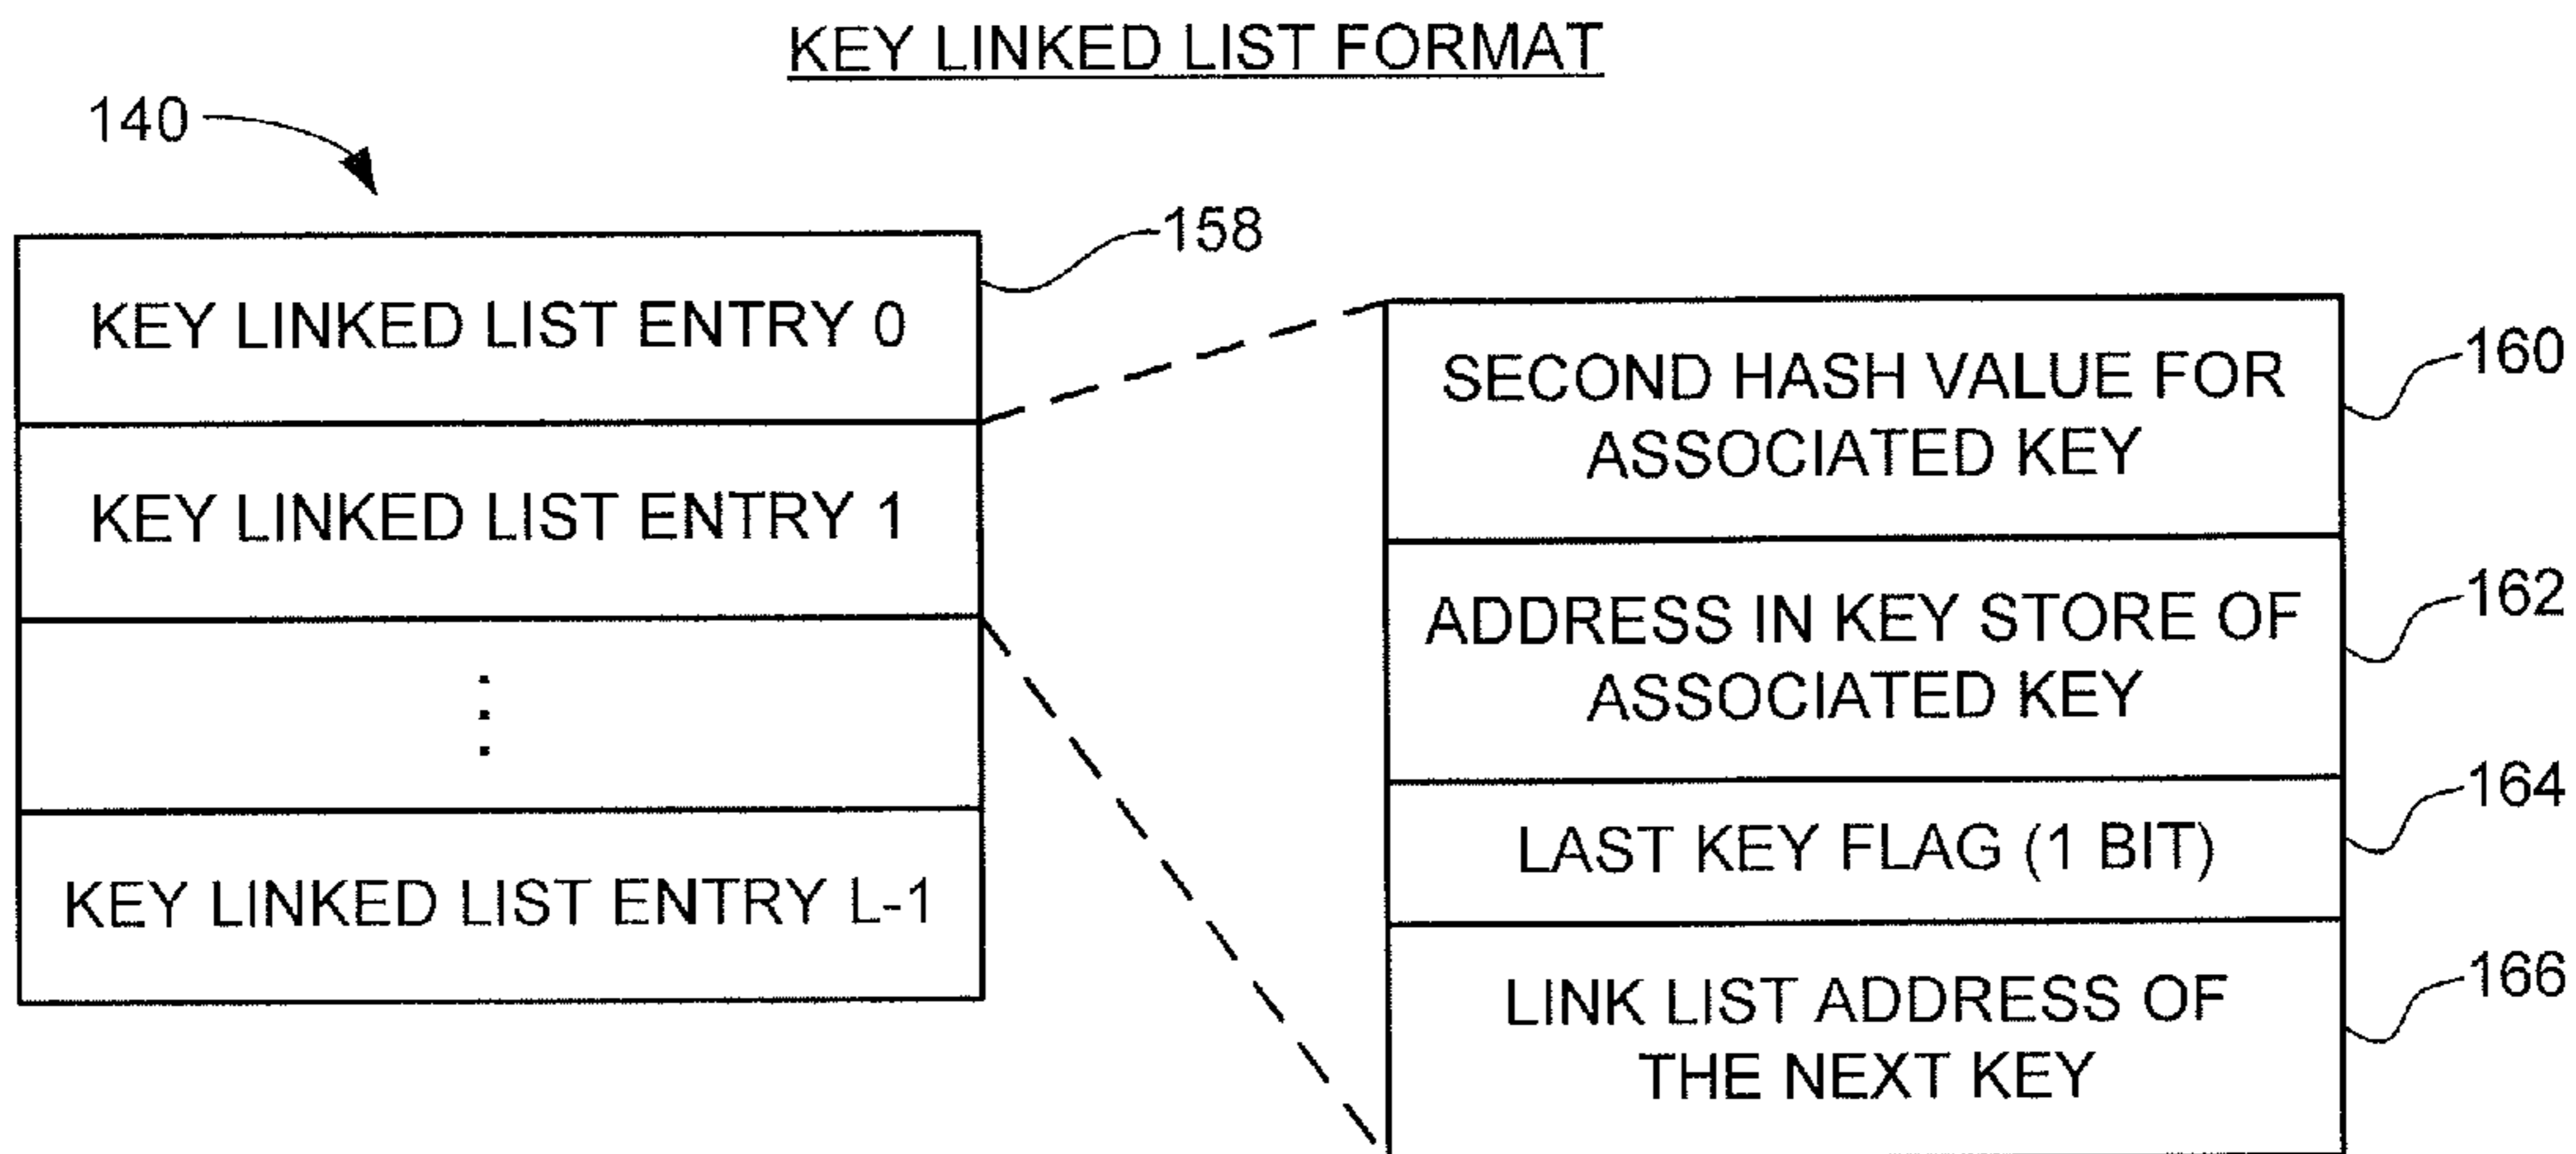 KEY LINKED LIST FORMAT
140
158
KEY LINKED LIST ENTRY 0
KEY LINKED LIST ENTRY 1
⋮
KEY LINKED LIST ENTRY L-1
SECOND HASH VALUE FOR
ASSOCIATED KEY
160
ADDRESS IN KEY STORE OF
ASSOCIATED KEY
162
LAST KEY FLAG (1 BIT)
164
LINK LIST ADDRESS OF
THE NEXT KEY
166